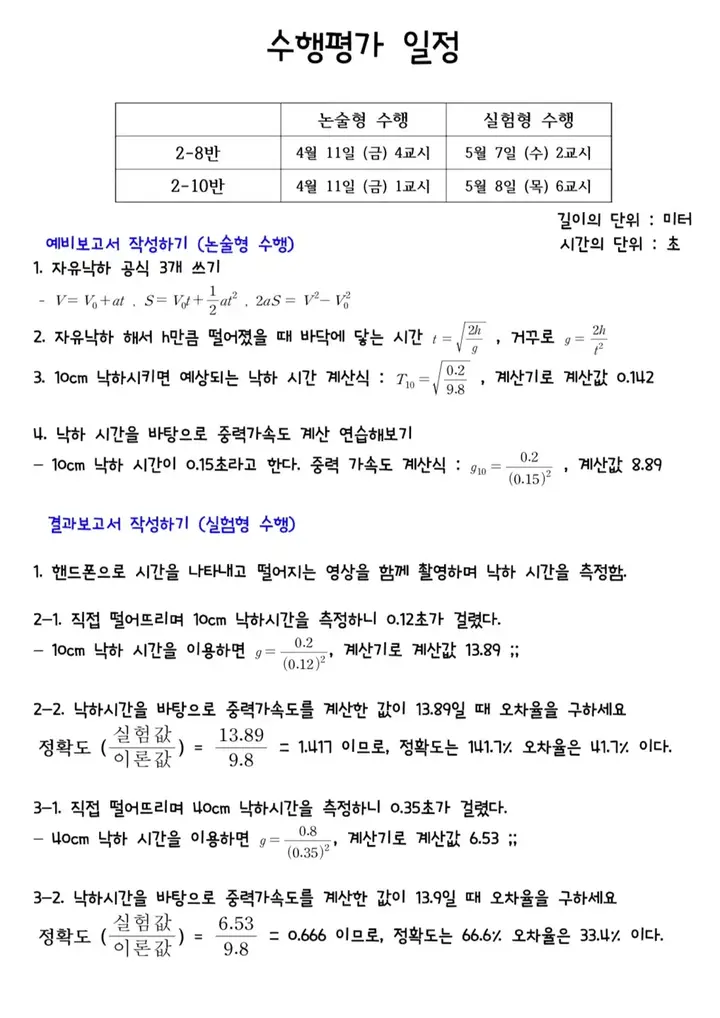 수행평가 일정
논술형 수행 실험형 수행
2-8반 4월 11일 (금) 4교시 5월 7일 (수) 2교시
2-10반 4월 11일 (금) 1교시 5월 8일 (목) 6교시
길이의 단위 : 미터
예비보고서 작성하기 (논술형 수행) 시간의 단위 : 초
1. 자유낙하 공식 3개 쓰기
- V = V₀ + at , S = V₀t + 1/2 at² , 2aS = V² − V₀²
2. 자유낙하 해서 h만큼 떨어졌을 때 바닥에 닿는 시간 t = √(2h/g) , 거꾸로 g = 2h/t²
3. 10cm 낙하시키면 예상되는 낙하 시간 계산식 : T₁₀ = √(0.2/9.8) , 계산기로 계산값 0.142
4. 낙하 시간을 바탕으로 중력가속도 계산 연습해보기
- 10cm 낙하 시간이 0.15초라고 한다. 중력 가속도 계산식 : g₁₀ = 0.2/(0.15)² , 계산값 8.89
결과보고서 작성하기 (실험형 수행)
1. 핸드폰으로 시간을 나타내고 떨어지는 영상을 함께 촬영하며 낙하 시간을 측정함.
2-1. 직접 떨어뜨리며 10cm 낙하시간을 측정하니 0.12초가 걸렸다.
- 10cm 낙하 시간을 이용하면 g = 0.2/(0.12)², 계산기로 계산값 13.89 ;;
2-2. 낙하시간을 바탕으로 중력가속도를 계산한 값이 13.89일 때 오차율을 구하세요
정확도 (실험값/이론값) = 13.89/9.8 = 1.417 이므로, 정확도는 141.7% 오차율은 41.7% 이다.
3-1. 직접 떨어뜨리며 40cm 낙하시간을 측정하니 0.35초가 걸렸다.
- 40cm 낙하 시간을 이용하면 g = 0.8/(0.35)², 계산기로 계산값 6.53 ;;
3-2. 낙하시간을 바탕으로 중력가속도를 계산한 값이 13.9일 때 오차율을 구하세요
정확도 (실험값/이론값) = 6.53/9.8 = 0.666 이므로, 정확도는 66.6% 오차율은 33.4% 이다.